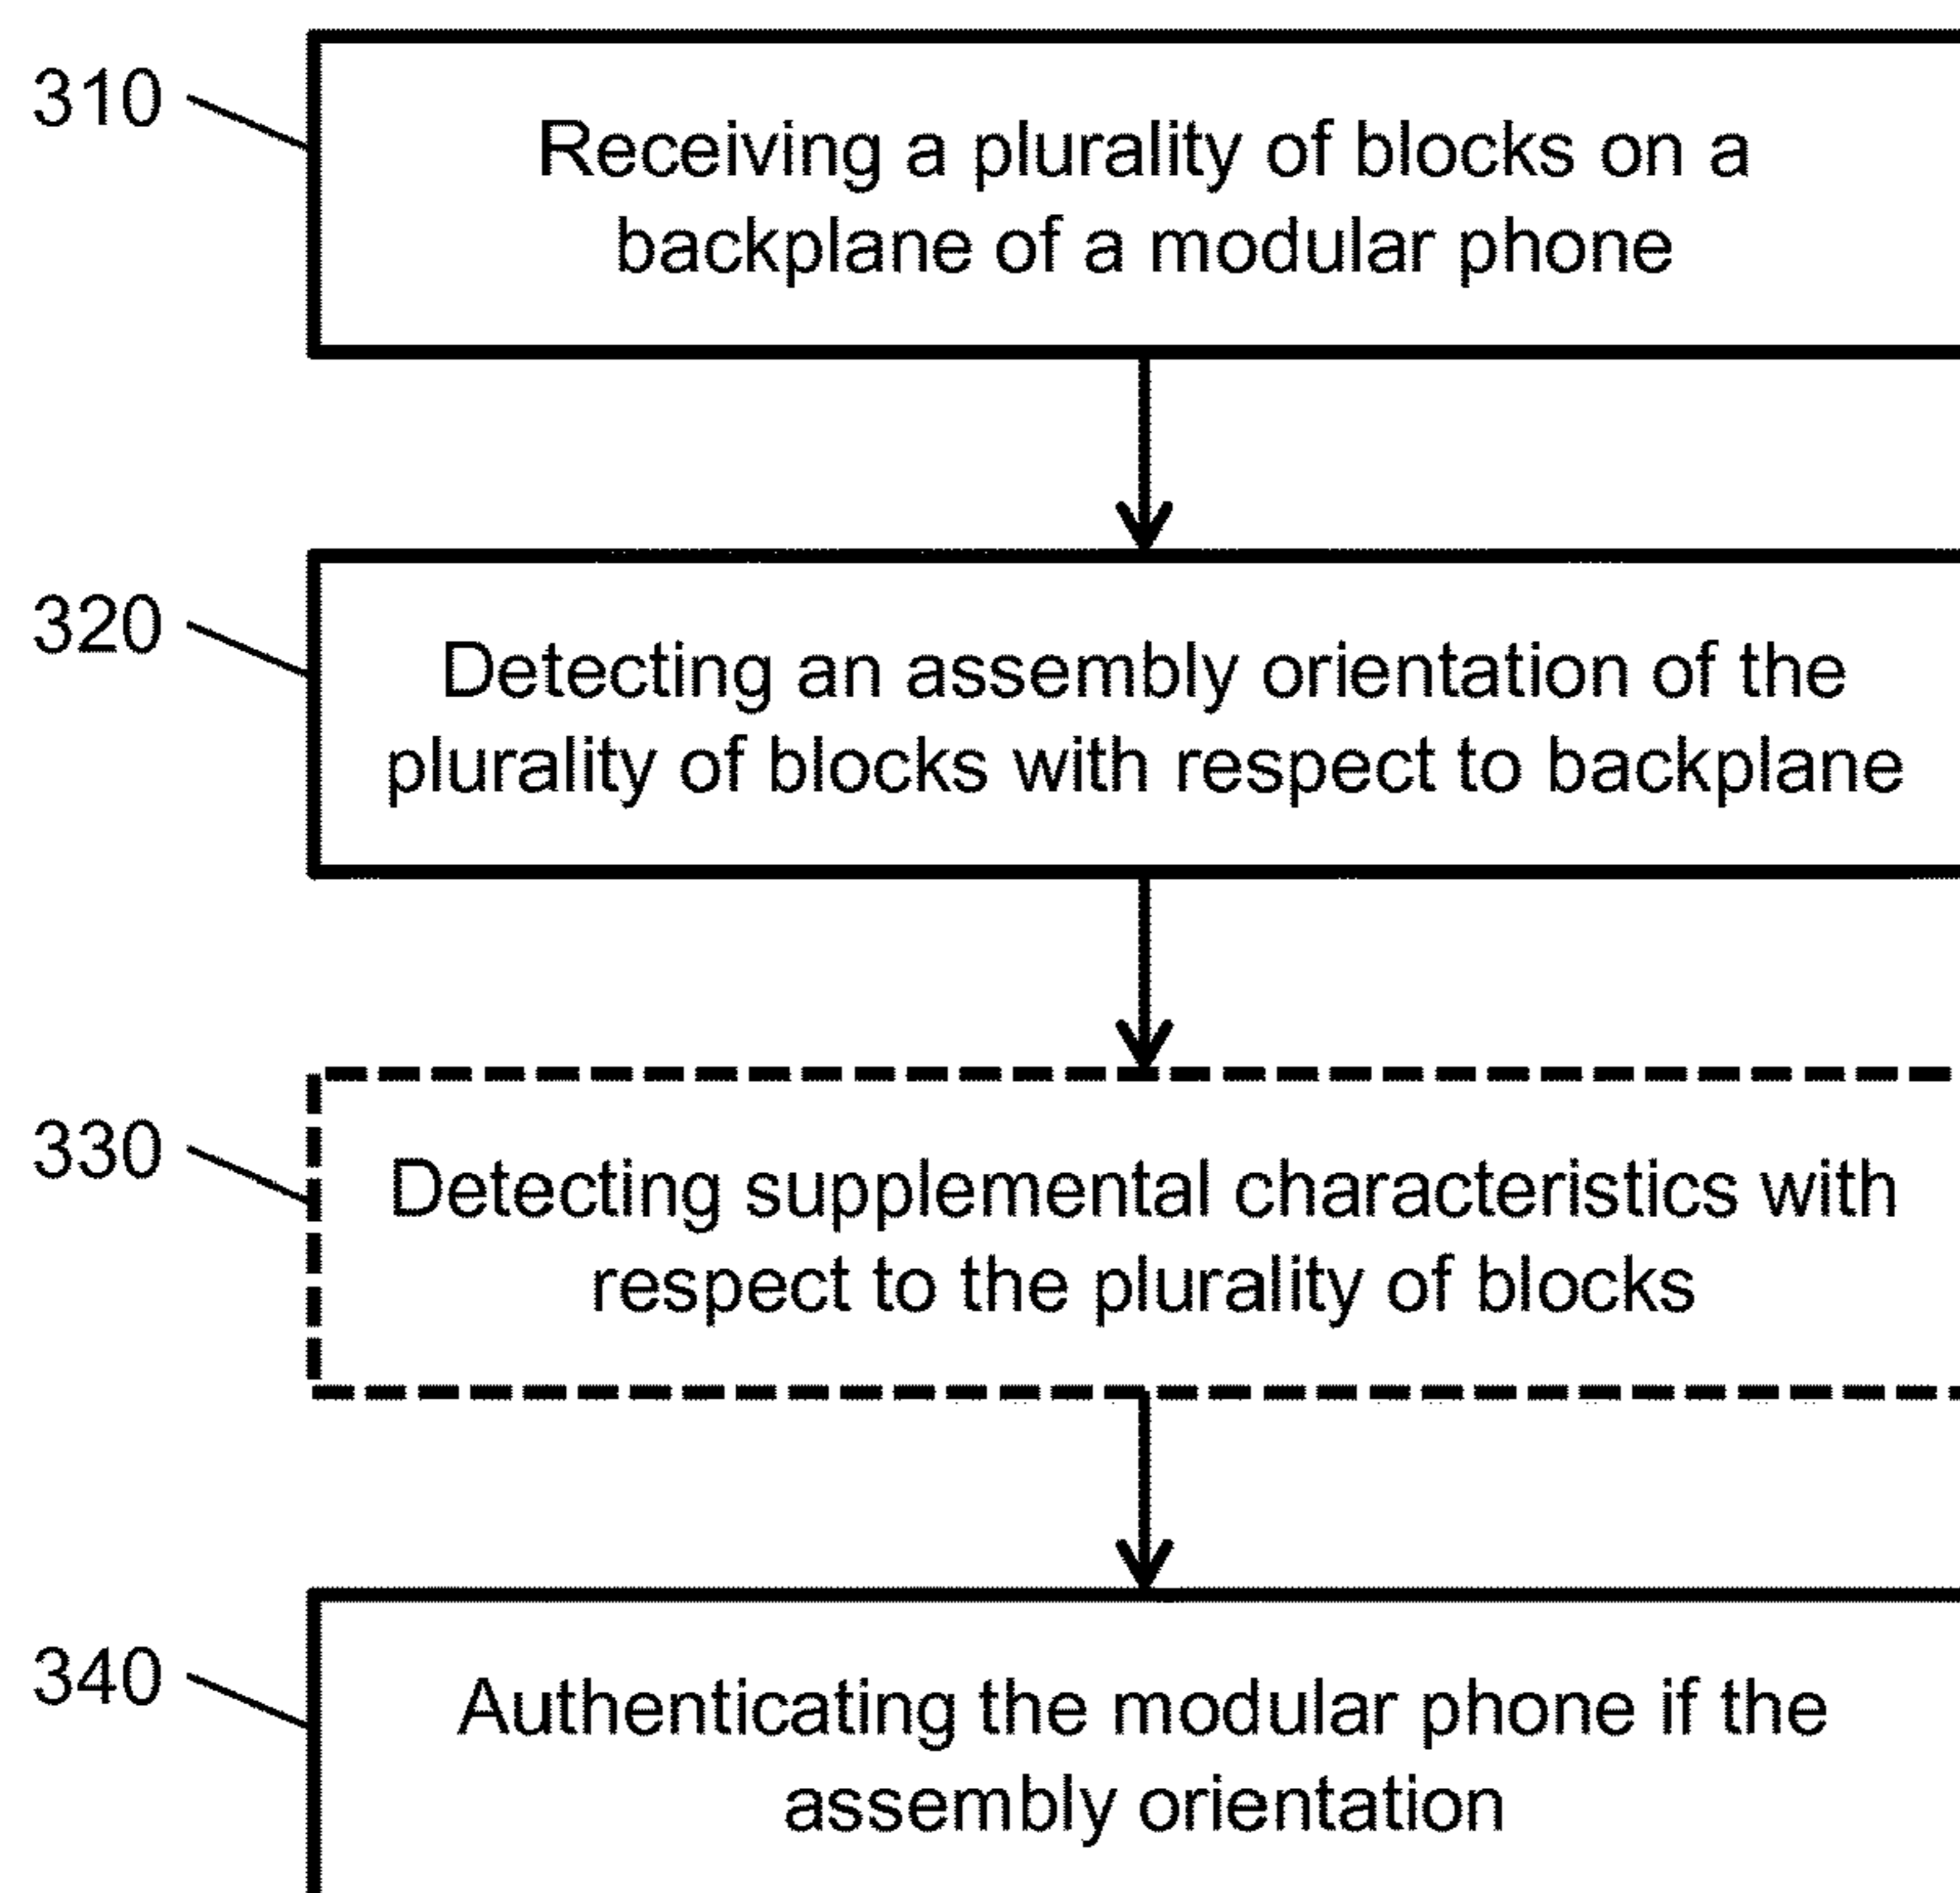 310
Receiving a plurality of blocks on a
backplane of a modular phone
320
Detecting an assembly orientation of the
plurality of blocks with respect to backplane
330
Detecting supplemental characteristics with
respect to the plurality of blocks
340
Authenticating the modular phone if the
assembly orientation